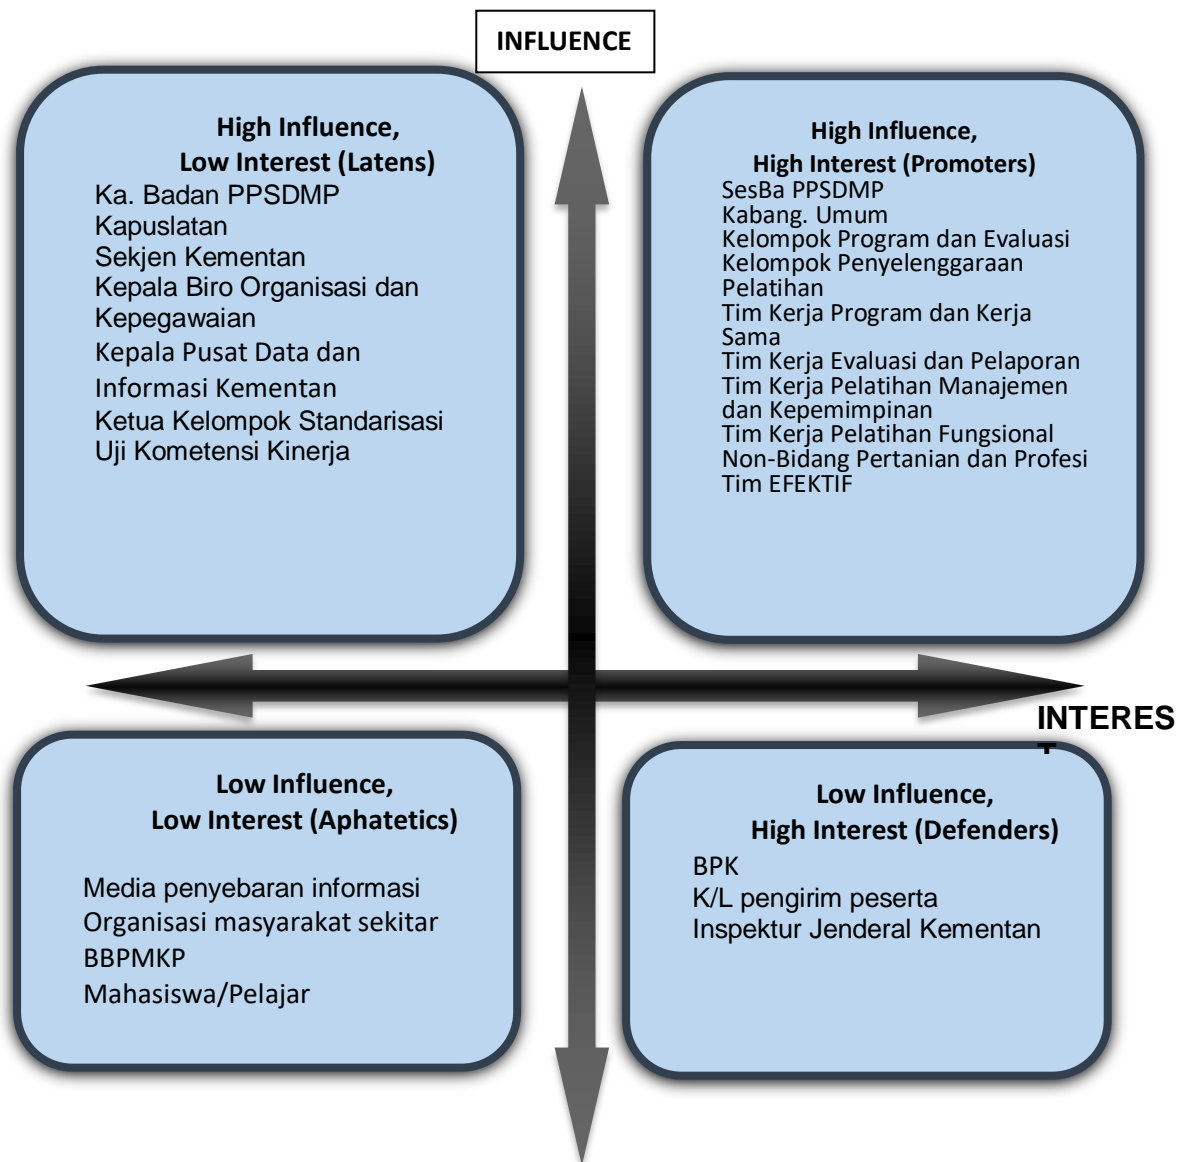 INFLUENCE
High Influence,
Low Interest (Latens)
Ka. Badan PPSDMP
Kapuslatan
Sekjen Kementan
Kepala Biro Organisasi dan
Kepegawaian
Kepala Pusat Data dan
Informasi Kementan
Ketua Kelompok Standarisasi
Uji Kometensi Kinerja
High Influence,
High Interest (Promoters)
SesBa PPSDMP
Kabang. Umum
Kelompok Program dan Evaluasi
Kelompok Penyelenggaraan
Pelatihan
Tim Kerja Program dan Kerja
Sama
Tim Kerja Evaluasi dan Pelaporan
Tim Kerja Pelatihan Manajemen
dan Kepemimpinan
Tim Kerja Pelatihan Fungsional
Non-Bidang Pertanian dan Profesi
Tim EFEKTIF
INTERES
T
Low Influence,
Low Interest (Aphatetics)
Media penyebaran informasi
Organisasi masyarakat sekitar
BBPMKP
Mahasiswa/Pelajar
Low Influence,
High Interest (Defenders)
BPK
K/L pengirim peserta
Inspektur Jenderal Kementan